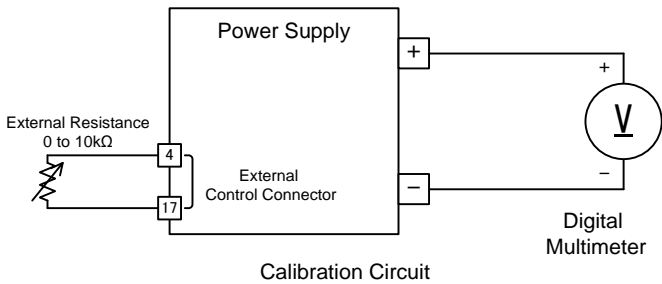 Power Supply
+
+
External Resistance
0 to 10kΩ
4
External
Control Connector
17
−
V
−
Digital
Multimeter
Calibration Circuit